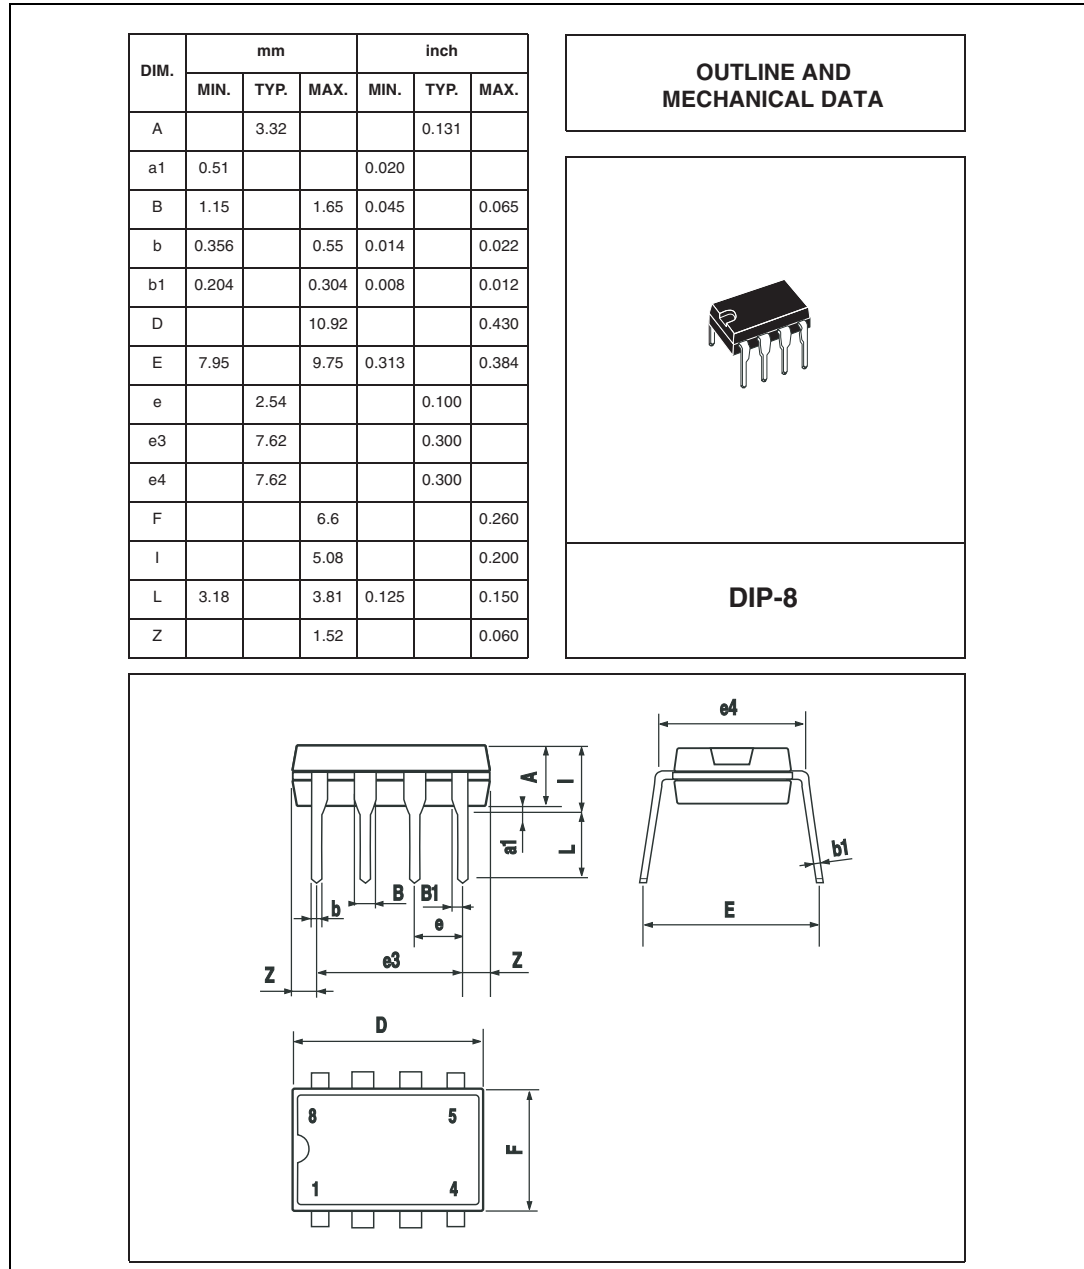 DIM. mm inch
MIN. TYP. MAX. MIN. TYP. MAX.
A 3.32 0.131
a1 0.51 0.020
B 1.15 1.65 0.045 0.065
b 0.356 0.55 0.014 0.022
b1 0.204 0.304 0.008 0.012
D 10.92 0.430
E 7.95 9.75 0.313 0.384
e 2.54 0.100
e3 7.62 0.300
e4 7.62 0.300
F 6.6 0.260
I 5.08 0.200
L 3.18 3.81 0.125 0.150
Z 1.52 0.060
OUTLINE AND
MECHANICAL DATA
DIP-8
e4
A I
a1 L
b1
b B B1
e
E
e3
Z Z
D
8 5
F
1 4